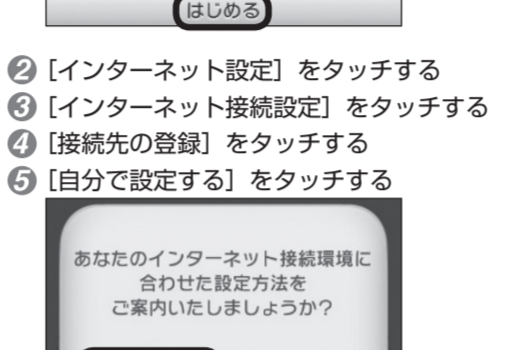 はじめる
❷［インターネット設定］をタッチする
❸［インターネット接続設定］をタッチする
❹［接続先の登録］をタッチする
❺［自分で設定する］をタッチする
あなたのインターネット接続環境に
合わせた設定方法を
ご案内いたしましょうか？